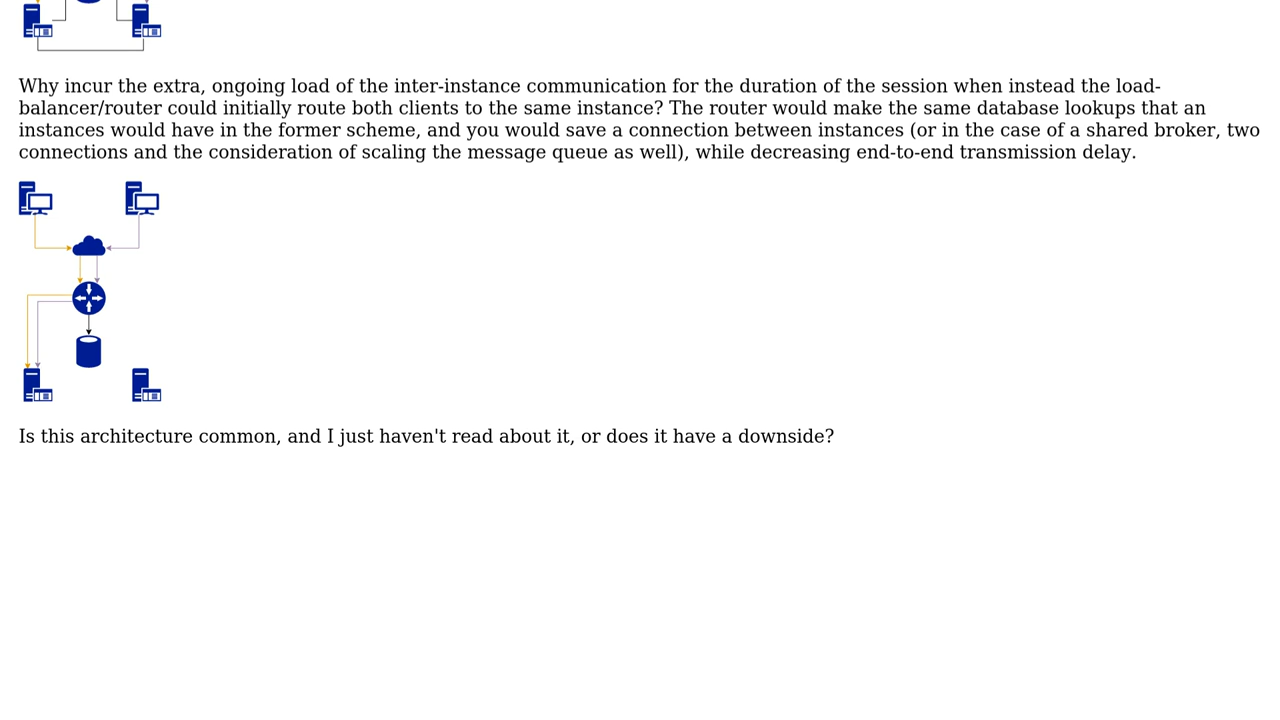 Why incur the extra, ongoing load of the inter-instance communication for the duration of the session when instead the load-
balancer/router could initially route both clients to the same instance? The router would make the same database lookups that an
instances would have in the former scheme, and you would save a connection between instances (or in the case of a shared broker, two
connections and the consideration of scaling the message queue as well), while decreasing end-to-end transmission delay.
Is this architecture common, and I just haven't read about it, or does it have a downside?